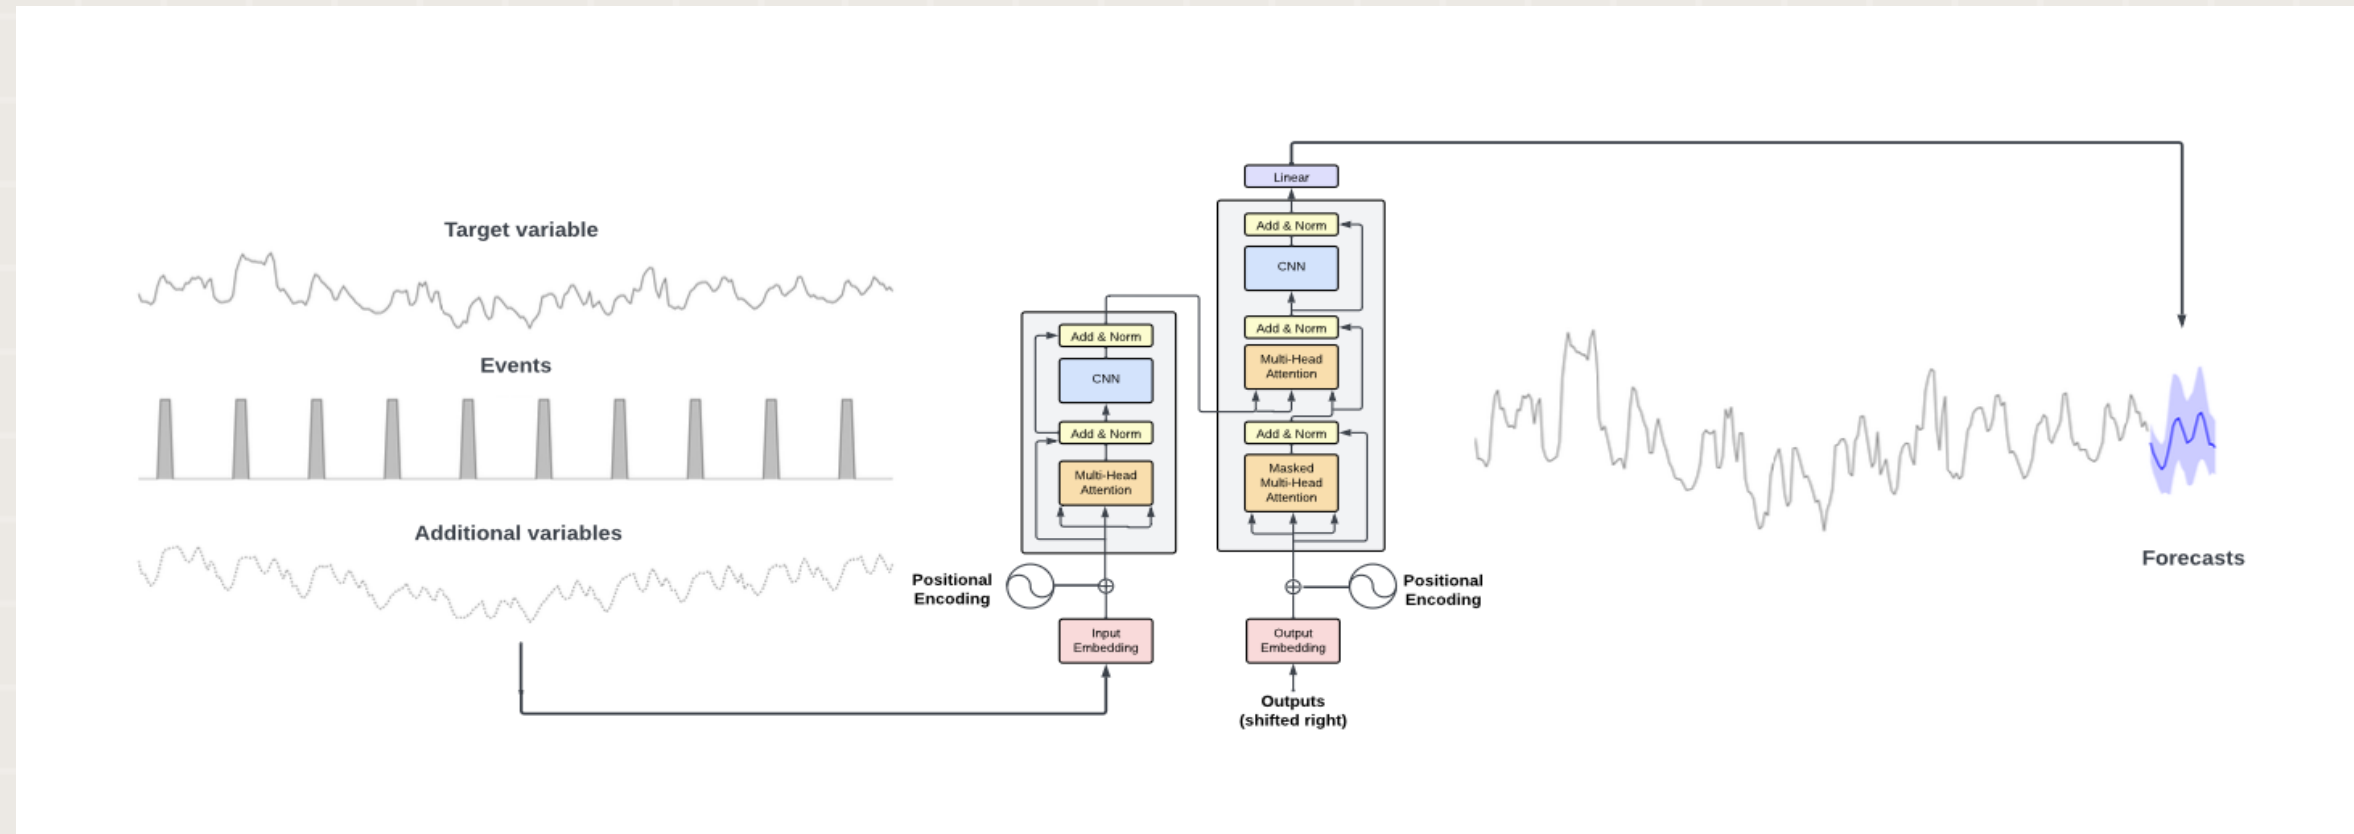 Target variable
Events
Additional variables
Positional
Encoding
Add & Norm
CNN
Add & Norm
Multi-Head
Attention
Input
Embedding
Linear
Add & Norm
CNN
Add & Norm
Multi-Head
Attention
Add & Norm
Masked
Multi-Head
Attention
Output
Embedding
Outputs
(shifted right)
Positional
Encoding
Forecasts